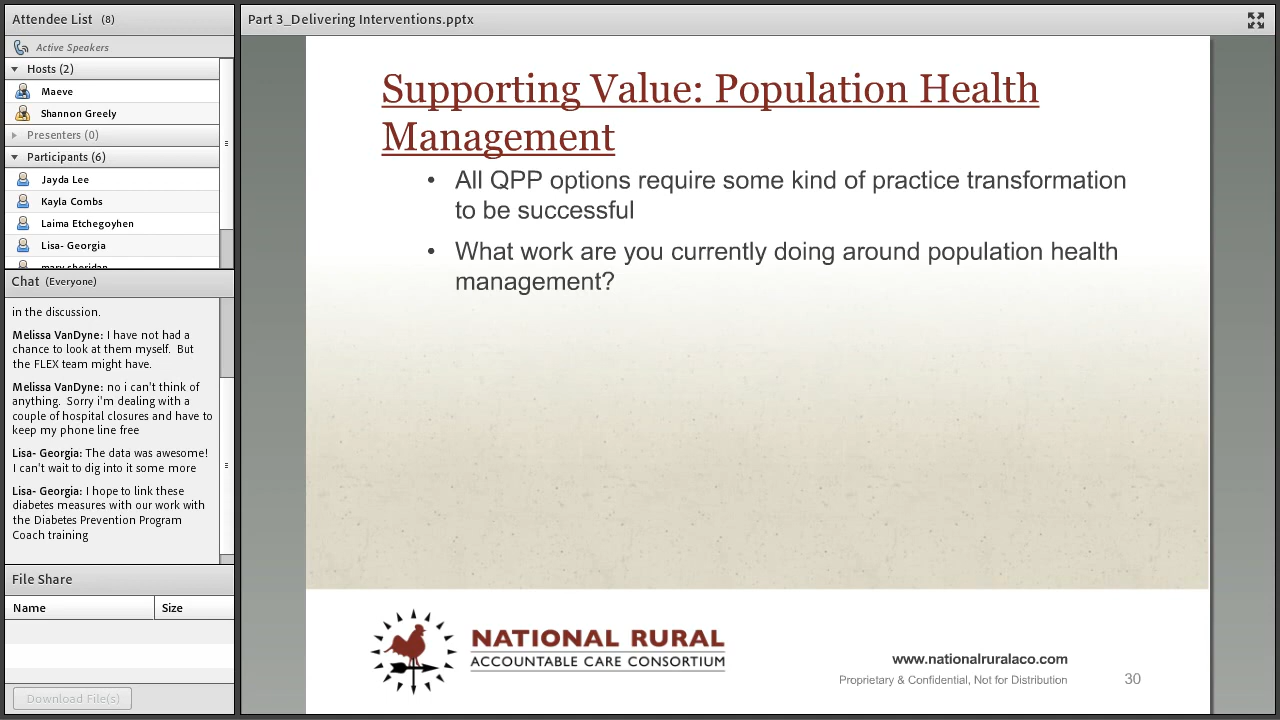 Attendee List (8)
Active Speakers
Hosts (2)
Maeve
Shannon Greely
Presenters (0)
Participants (6)
Jayda Lee
Kayla Combs
Laima Etchegoyhen
Lisa- Georgia
mary sheridan
Chat (Everyone)
in the discussion.
Melissa VanDyne: I have not had a
chance to look at them myself. But
the FLEX team might have.
Melissa VanDyne: no i can't think of
anything. Sorry i'm dealing with a
couple of hospital closures and have to
keep my phone line free
Lisa- Georgia: The data was awesome!
I can't wait to dig into it some more
Lisa- Georgia: I hope to link these
diabetes measures with our work with
the Diabetes Prevention Program
Coach training
File Share
Name Size
Download File(s)
Part 3_Delivering Interventions.pptx
Supporting Value: Population Health
Management
• All QPP options require some kind of practice transformation
to be successful
• What work are you currently doing around population health
management?
NATIONAL RURAL
ACCOUNTABLE CARE CONSORTIUM
www.nationalruralaco.com
Proprietary & Confidential, Not for Distribution 30